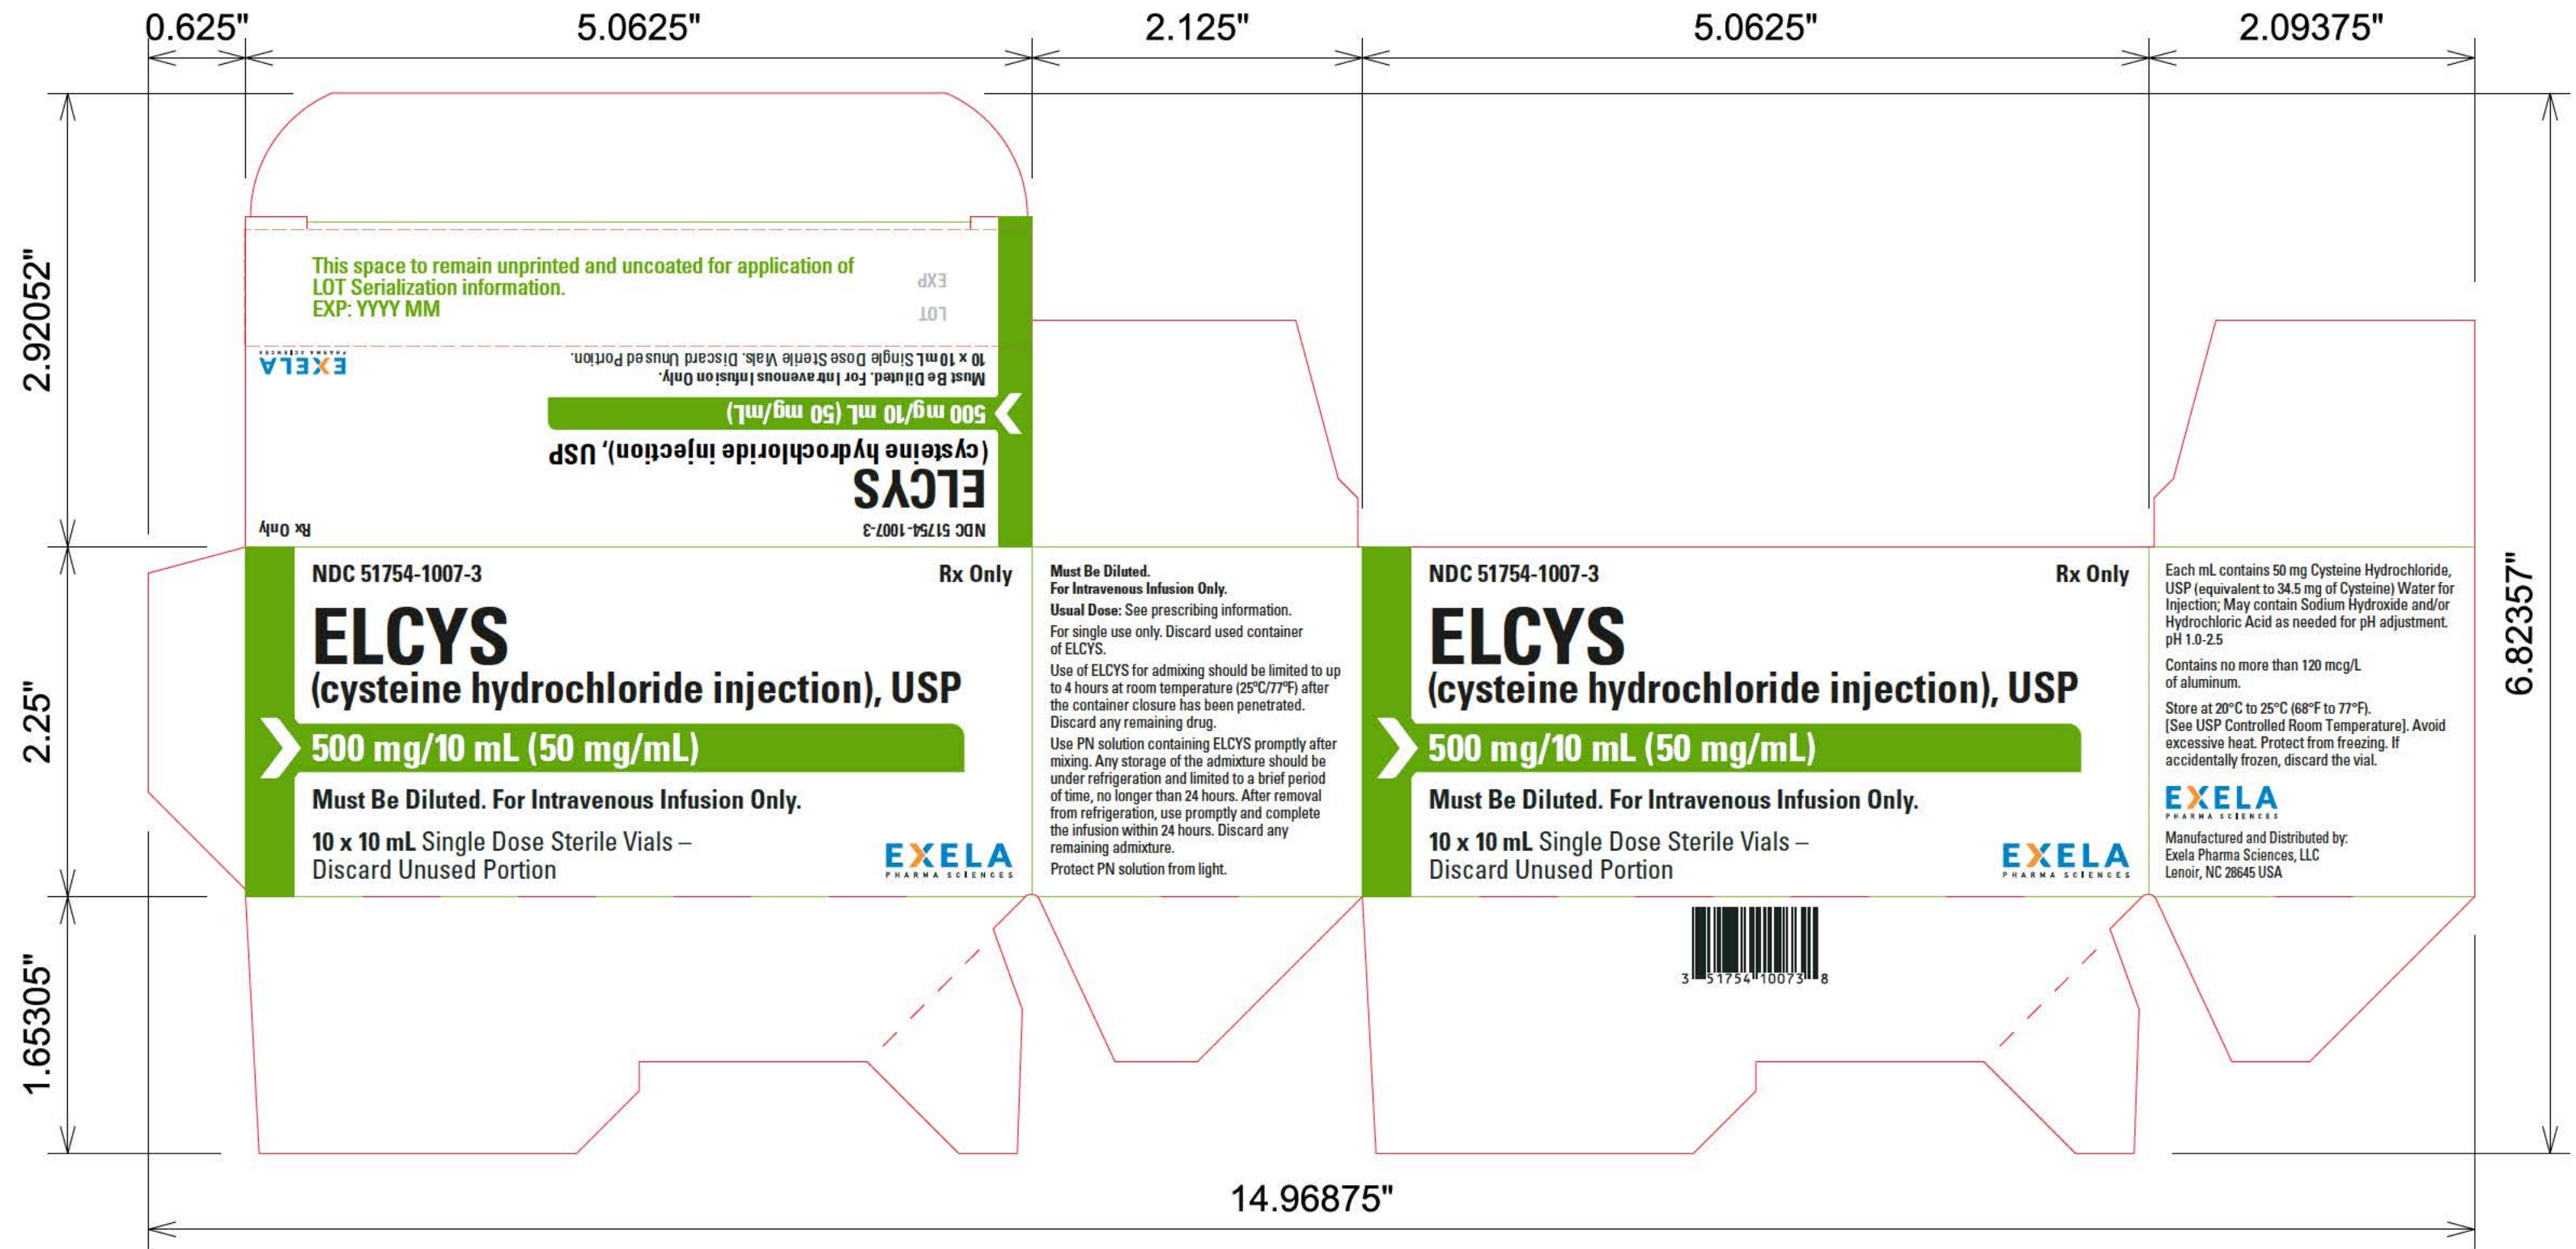 0.625"
5.0625"
2.125"
5.0625"
2.09375"
2.92052"
2.25"
1.65305"
6.82357"
14.96875"
This space to remain unprinted and uncoated for application of
LOT Serialization information.
EXP: YYYY MM
NDC 51754-1007-3
Rx Only
ELCYS
(cysteine hydrochloride injection), USP
500 mg/10 mL (50 mg/mL)
Must Be Diluted. For Intravenous Infusion Only.
10 x 10 mL Single Dose Sterile Vials. Discard Unused Portion.
EXELA
PHARMA SCIENCES
LOT
EXP
NDC 51754-1007-3
Rx Only
ELCYS
(cysteine hydrochloride injection), USP
500 mg/10 mL (50 mg/mL)
Must Be Diluted. For Intravenous Infusion Only.
10 x 10 mL Single Dose Sterile Vials –
Discard Unused Portion
EXELA
PHARMA SCIENCES
Must Be Diluted.
For Intravenous Infusion Only.
Usual Dose: See prescribing information.
For single use only. Discard used container
of ELCYS.
Use of ELCYS for admixing should be limited to up
to 4 hours at room temperature (25ºC/77ºF) after
the container closure has been penetrated.
Discard any remaining drug.
Use PN solution containing ELCYS promptly after
mixing. Any storage of the admixture should be
under refrigeration and limited to a brief period
of time, no longer than 24 hours. After removal
from refrigeration, use promptly and complete
the infusion within 24 hours. Discard any
remaining admixture.
Protect PN solution from light.
NDC 51754-1007-3
Rx Only
ELCYS
(cysteine hydrochloride injection), USP
500 mg/10 mL (50 mg/mL)
Must Be Diluted. For Intravenous Infusion Only.
10 x 10 mL Single Dose Sterile Vials –
Discard Unused Portion
EXELA
PHARMA SCIENCES
3 51754 10073 8
Each mL contains 50 mg Cysteine Hydrochloride,
USP (equivalent to 34.5 mg of Cysteine) Water for
Injection; May contain Sodium Hydroxide and/or
Hydrochloric Acid as needed for pH adjustment.
pH 1.0-2.5
Contains no more than 120 mcg/L
of aluminum.
Store at 20°C to 25°C (68°F to 77°F).
[See USP Controlled Room Temperature]. Avoid
excessive heat. Protect from freezing. If
accidentally frozen, discard the vial.
EXELA
PHARMA SCIENCES
Manufactured and Distributed by:
Exela Pharma Sciences, LLC
Lenoir, NC 28645 USA